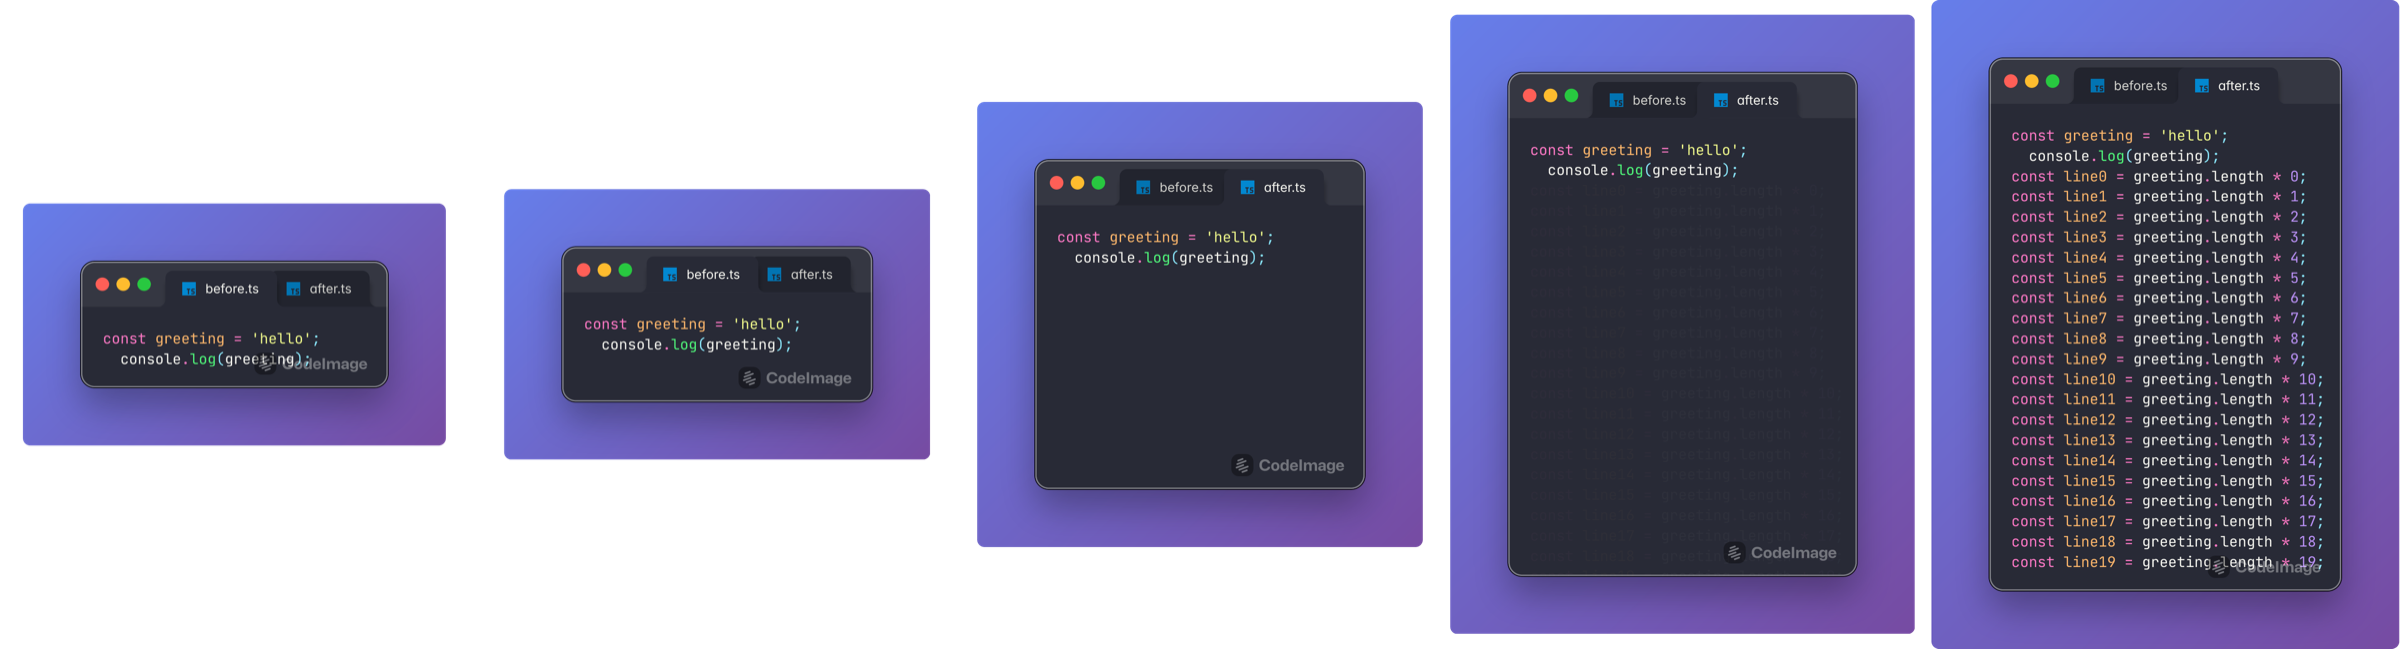 before.ts after.ts
const greeting = 'hello';
console.log(greeting);
CodeImage
before.ts after.ts
const greeting = 'hello';
console.log(greeting);
CodeImage
before.ts after.ts
const greeting = 'hello';
console.log(greeting);
CodeImage
before.ts after.ts
const greeting = 'hello';
console.log(greeting);
CodeImage
before.ts after.ts
const greeting = 'hello';
console.log(greeting);
const line0 = greeting.length * 0;
const line1 = greeting.length * 1;
const line2 = greeting.length * 2;
const line3 = greeting.length * 3;
const line4 = greeting.length * 4;
const line5 = greeting.length * 5;
const line6 = greeting.length * 6;
const line7 = greeting.length * 7;
const line8 = greeting.length * 8;
const line9 = greeting.length * 9;
const line10 = greeting.length * 10;
const line11 = greeting.length * 11;
const line12 = greeting.length * 12;
const line13 = greeting.length * 13;
const line14 = greeting.length * 14;
const line15 = greeting.length * 15;
const line16 = greeting.length * 16;
const line17 = greeting.length * 17;
const line18 = greeting.length * 18;
const line19 = greeting.length * 19;
CodeImage